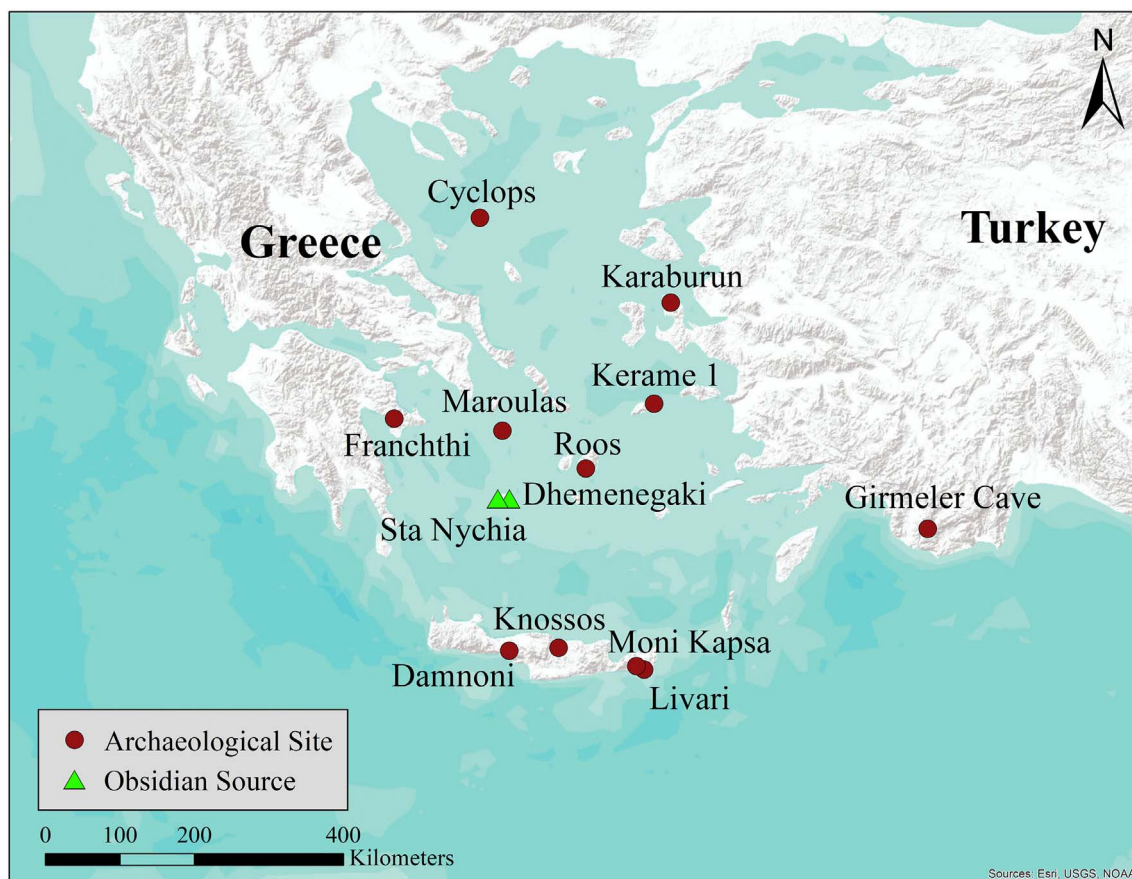 N
Cyclops
Greece
Turkey
Karaburun
Kerame 1
Maroulas
Franchthi
Roos
Dhemenegaki
Girmeler Cave
Sta Nychia
Knossos
Moni Kapsa
Damnoni
Livari
Archaeological Site
Obsidian Source
0 100 200 400
Kilometers
Sources: Esri, USGS, NOAA